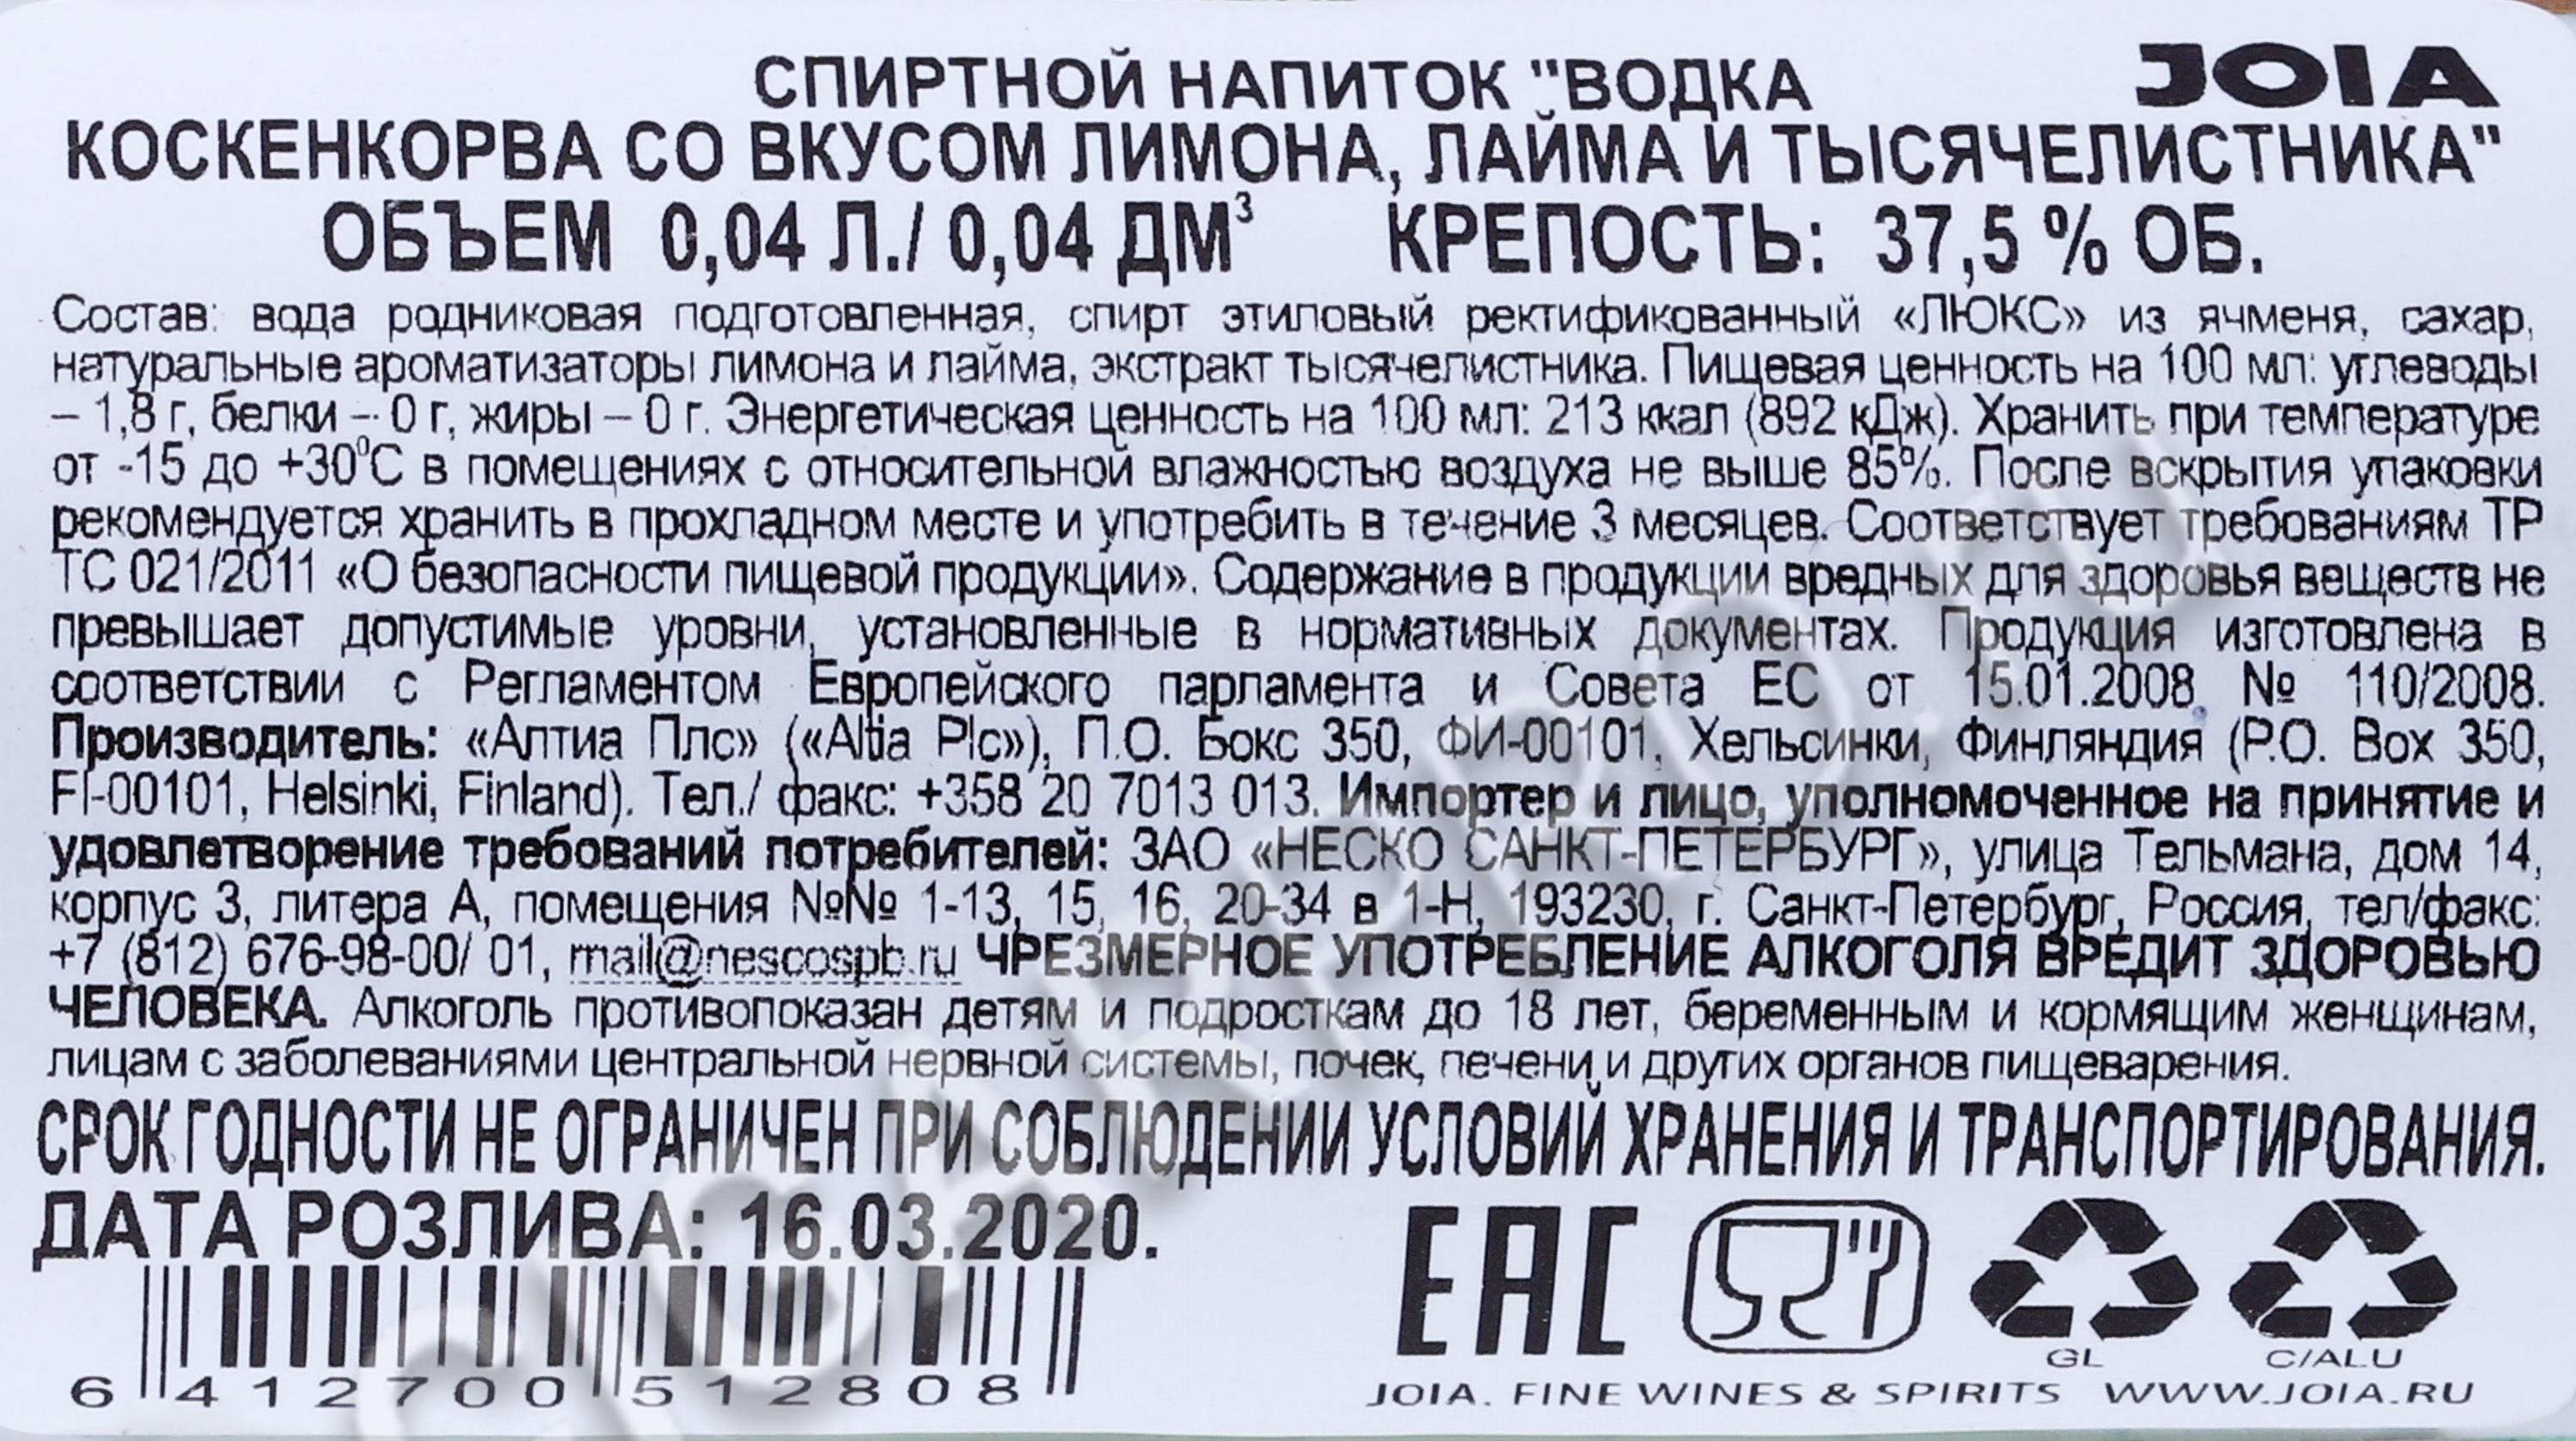 СПИРТНОЙ НАПИТОК "ВОДКА JOIA
КОСКЕНКОРВА СО ВКУСОМ ЛИМОНА, ЛАЙМА И ТЫСЯЧЕЛИСТНИКА"
ОБЪЕМ 0,04 Л./ 0,04 ДМ³ КРЕПОСТЬ: 37,5 % ОБ.
Состав: вода родниковая подготовленная, спирт этиловый ректификованный «ЛЮКС» из ячменя, сахар,
натуральные ароматизаторы лимона и лайма, экстракт тысячелистника. Пищевая ценность на 100 мл: углеводы
– 1,8 г, белки – 0 г, жиры – 0 г. Энергетическая ценность на 100 мл: 213 ккал (892 кДж). Хранить при температуре
от -15 до +30⁰С в помещениях с относительной влажностью воздуха не выше 85%. После вскрытия упаковки
рекомендуется хранить в прохладном месте и употребить в течение 3 месяцев. Соответствует требованиям ТР
ТС 021/2011 «О безопасности пищевой продукции». Содержание в продукции вредных для здоровья веществ не
превышает допустимые уровни, установленные в нормативных документах. Продукция изготовлена в
соответствии с Регламентом Европейского парламента и Совета ЕС от 15.01.2008 № 110/2008.
Производитель: «Алтиа Плс» («Altia Plc»), П.О. Бокс 350, ФИ-00101, Хельсинки, Финляндия (P.O. Box 350,
FI-00101, Helsinki, Finland). Тел./ факс: +358 20 7013 013. Импортер и лицо, уполномоченное на принятие и
удовлетворение требований потребителей: ЗАО «НЕСКО САНКТ-ПЕТЕРБУРГ», улица Тельмана, дом 14,
корпус 3, литера А, помещения №№ 1-13, 15, 16, 20-34 в 1-Н, 193230, г. Санкт-Петербург, Россия, тел/факс:
+7 (812) 676-98-00/ 01, mail@nescospb.ru ЧРЕЗМЕРНОЕ УПОТРЕБЛЕНИЕ АЛКОГОЛЯ ВРЕДИТ ЗДОРОВЬЮ
ЧЕЛОВЕКА. Алкоголь противопоказан детям и подросткам до 18 лет, беременным и кормящим женщинам,
лицам с заболеваниями центральной нервной системы, почек, печени и других органов пищеварения.
СРОК ГОДНОСТИ НЕ ОГРАНИЧЕН ПРИ СОБЛЮДЕНИИ УСЛОВИЙ ХРАНЕНИЯ И ТРАНСПОРТИРОВАНИЯ.
ДАТА РОЗЛИВА: 16.03.2020.
EAC
GL C/ALU
6 412700 512808
JOIA. FINE WINES & SPIRITS WWW.JOIA.RU
CIGARPRO.ru